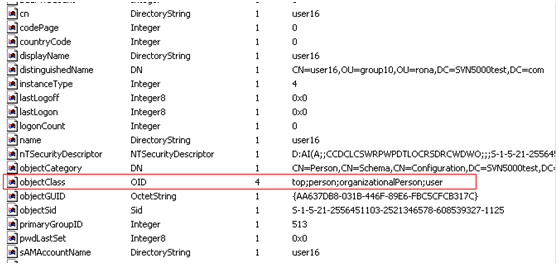 cn DirectoryString 1 user16
codePage Integer 1 0
countryCode Integer 1 0
displayName DirectoryString 1 user16
distinguishedName DN 1 CN=user16,OU=group10,OU=rona,DC=SVN5000test,DC=com
instanceType Integer 1 4
lastLogoff Integer8 1 0x0
lastLogon Integer8 1 0x0
logonCount Integer 1 0
name DirectoryString 1 user16
nTSecurityDescriptor NTSecurityDescriptor 1 D:AI(A;;CCDCLCSWRPWPDTLOCRSDRCWDWO;;;S-1-5-21-255645
objectCategory DN 1 CN=Person,CN=Schema,CN=Configuration,DC=SVN5000test,DC=
objectClass OID 4 top;person;organizationalPerson;user
objectGUID OctetString 1 {AA637DB8-031B-446F-89E6-FBC5CFCB317C}
objectSid Sid 1 S-1-5-21-2556451103-2521346578-608539327-1125
primaryGroupID Integer 1 513
pwdLastSet Integer8 1 0x0
sAMAccountName DirectoryString 1 user16